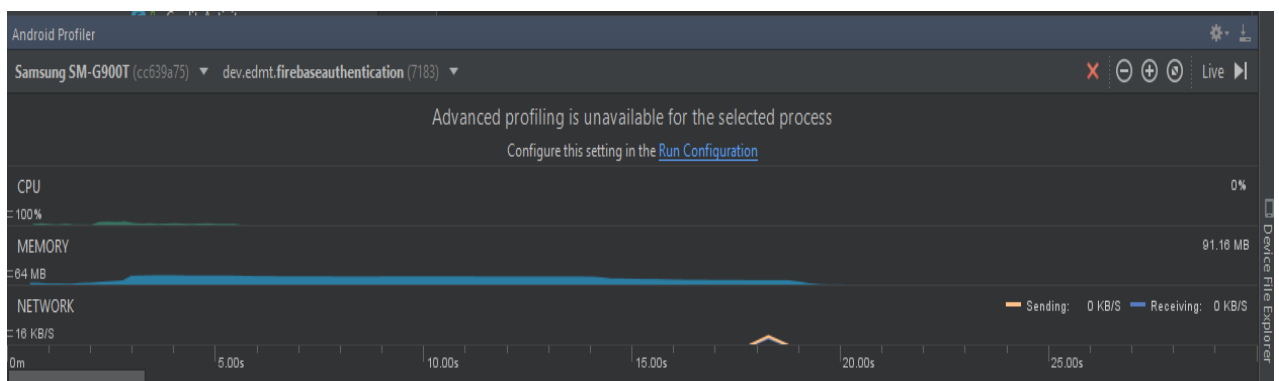 Android Profiler
Samsung SM-G900T (cc639a75) dev.edmt.firebaseauthentication (7183) Live
Advanced profiling is unavailable for the selected process
Configure this setting in the Run Configuration
CPU 0%
100%
MEMORY 91.16 MB
64 MB
NETWORK Sending: 0 KB/S Receiving: 0 KB/S
16 KB/S
0m 5.00s 10.00s 15.00s 20.00s 25.00s
Device File Explorer